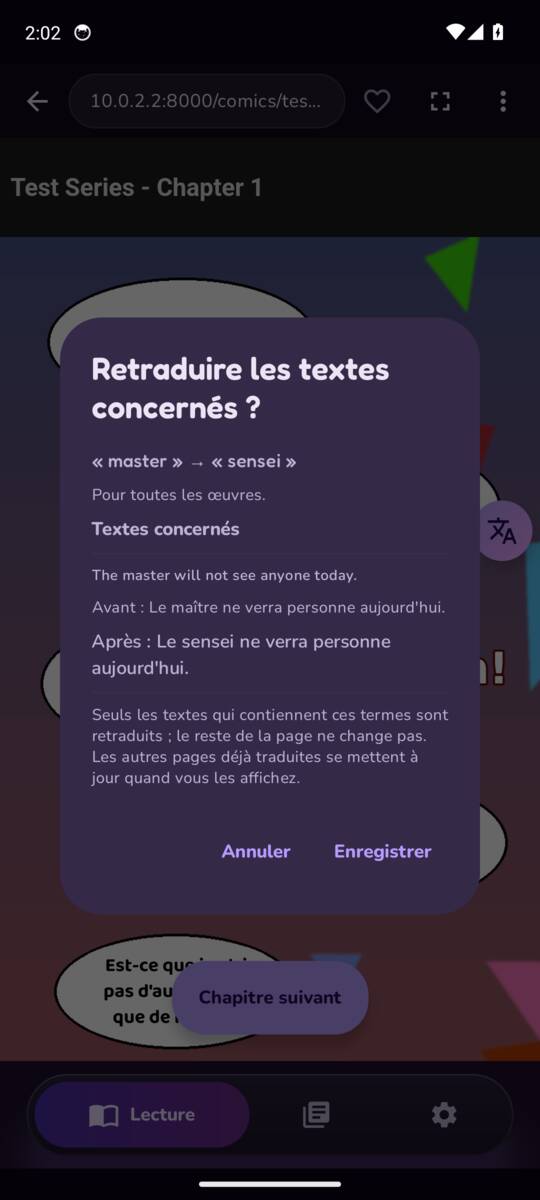 2:02
10.0.2.2:8000/comics/tes...
Test Series - Chapter 1
Retraduire les textes
concernés ?
« master » → « sensei »
Pour toutes les œuvres.
Textes concernés
The master will not see anyone today.
Avant : Le maître ne verra personne aujourd'hui.
Après : Le sensei ne verra personne
aujourd'hui.
Seuls les textes qui contiennent ces termes sont
retraduits ; le reste de la page ne change pas.
Les autres pages déjà traduites se mettent à
jour quand vous les affichez.
Annuler
Enregistrer
Est-ce que
pas d'au
que de
Chapitre suivant
Lecture